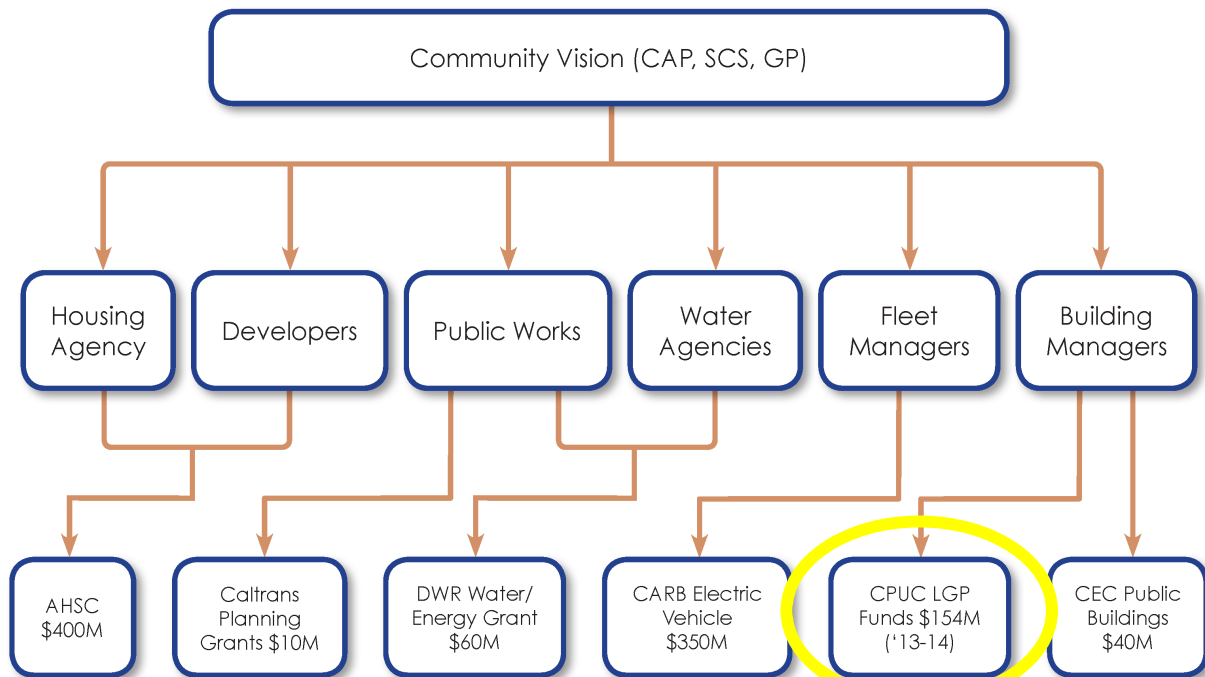 Community Vision (CAP, SCS, GP)
Housing
Agency
Developers
Public Works
Water
Agencies
Fleet
Managers
Building
Managers
AHSC
$400M
Caltrans
Planning
Grants $10M
DWR Water/
Energy Grant
$60M
CARB Electric
Vehicle
$350M
CPUC LGP
Funds $154M
(‘13-14)
CEC Public
Buildings
$40M